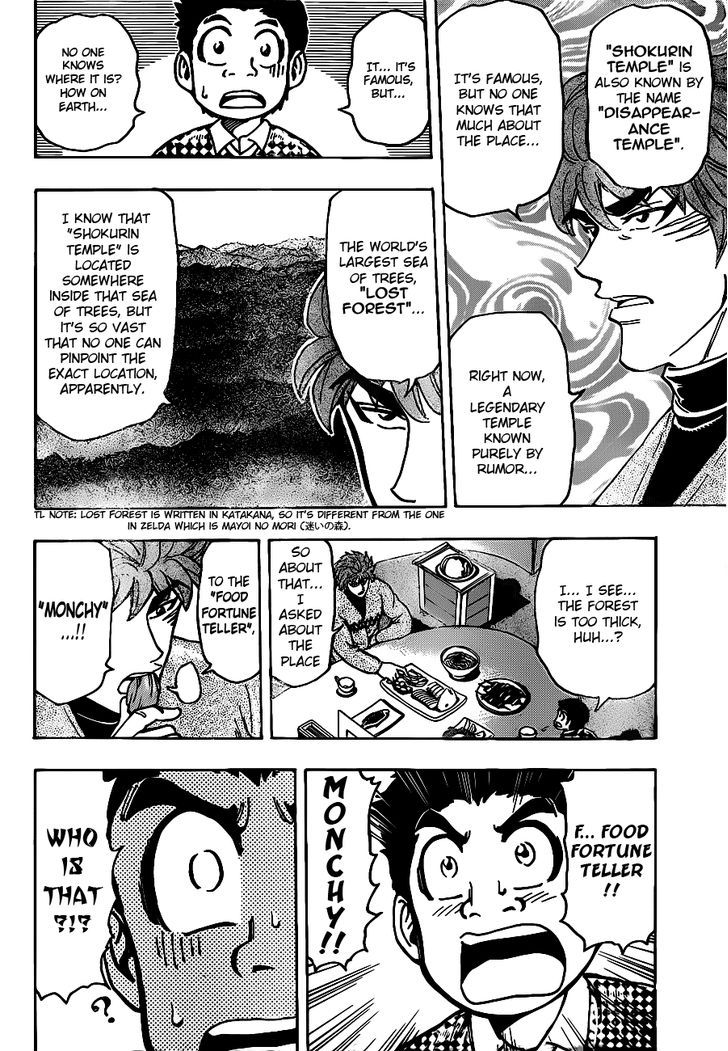 "SHOKURIN
TEMPLE" IS
ALSO KNOWN
BY THE NAME
"DISAPPEAR-
ANCE
TEMPLE".
IT'S FAMOUS,
BUT NO ONE
KNOWS THAT
MUCH ABOUT
THE PLACE...
RIGHT NOW,
A
LEGENDARY
TEMPLE
KNOWN
PURELY BY
RUMOR...
IT... IT'S
FAMOUS,
BUT...
NO ONE
KNOWS
WHERE IT IS?
HOW ON
EARTH...
THE WORLD'S
LARGEST
SEA OF
TREES,
"LOST
FOREST"...
I KNOW THAT
"SHOKURIN
TEMPLE" IS
LOCATED
SOMEWHERE
INSIDE THAT SEA
OF TREES, BUT
IT'S SO VAST
THAT NO ONE CAN
PINPOINT THE
EXACT LOCATION,
APPARENTLY.
TL NOTE: LOST FOREST IS WRITTEN IN KATAKANA, SO IT'S DIFFERENT FROM THE ONE
IN ZELDA WHICH IS MAYOI NO MORI (迷いの森).
I... I SEE...
THE FOREST
IS TOO THICK,
HUH...?
SO
ABOUT
THAT...
I
ASKED
ABOUT
THE
PLACE
TO THE
"FOOD
FORTUNE
TELLER",
"MONCHY"
...!!
F... FOOD
FORTUNE
TELLER
!!
MONCHY!!
WHO
IS
THAT
?!?
?